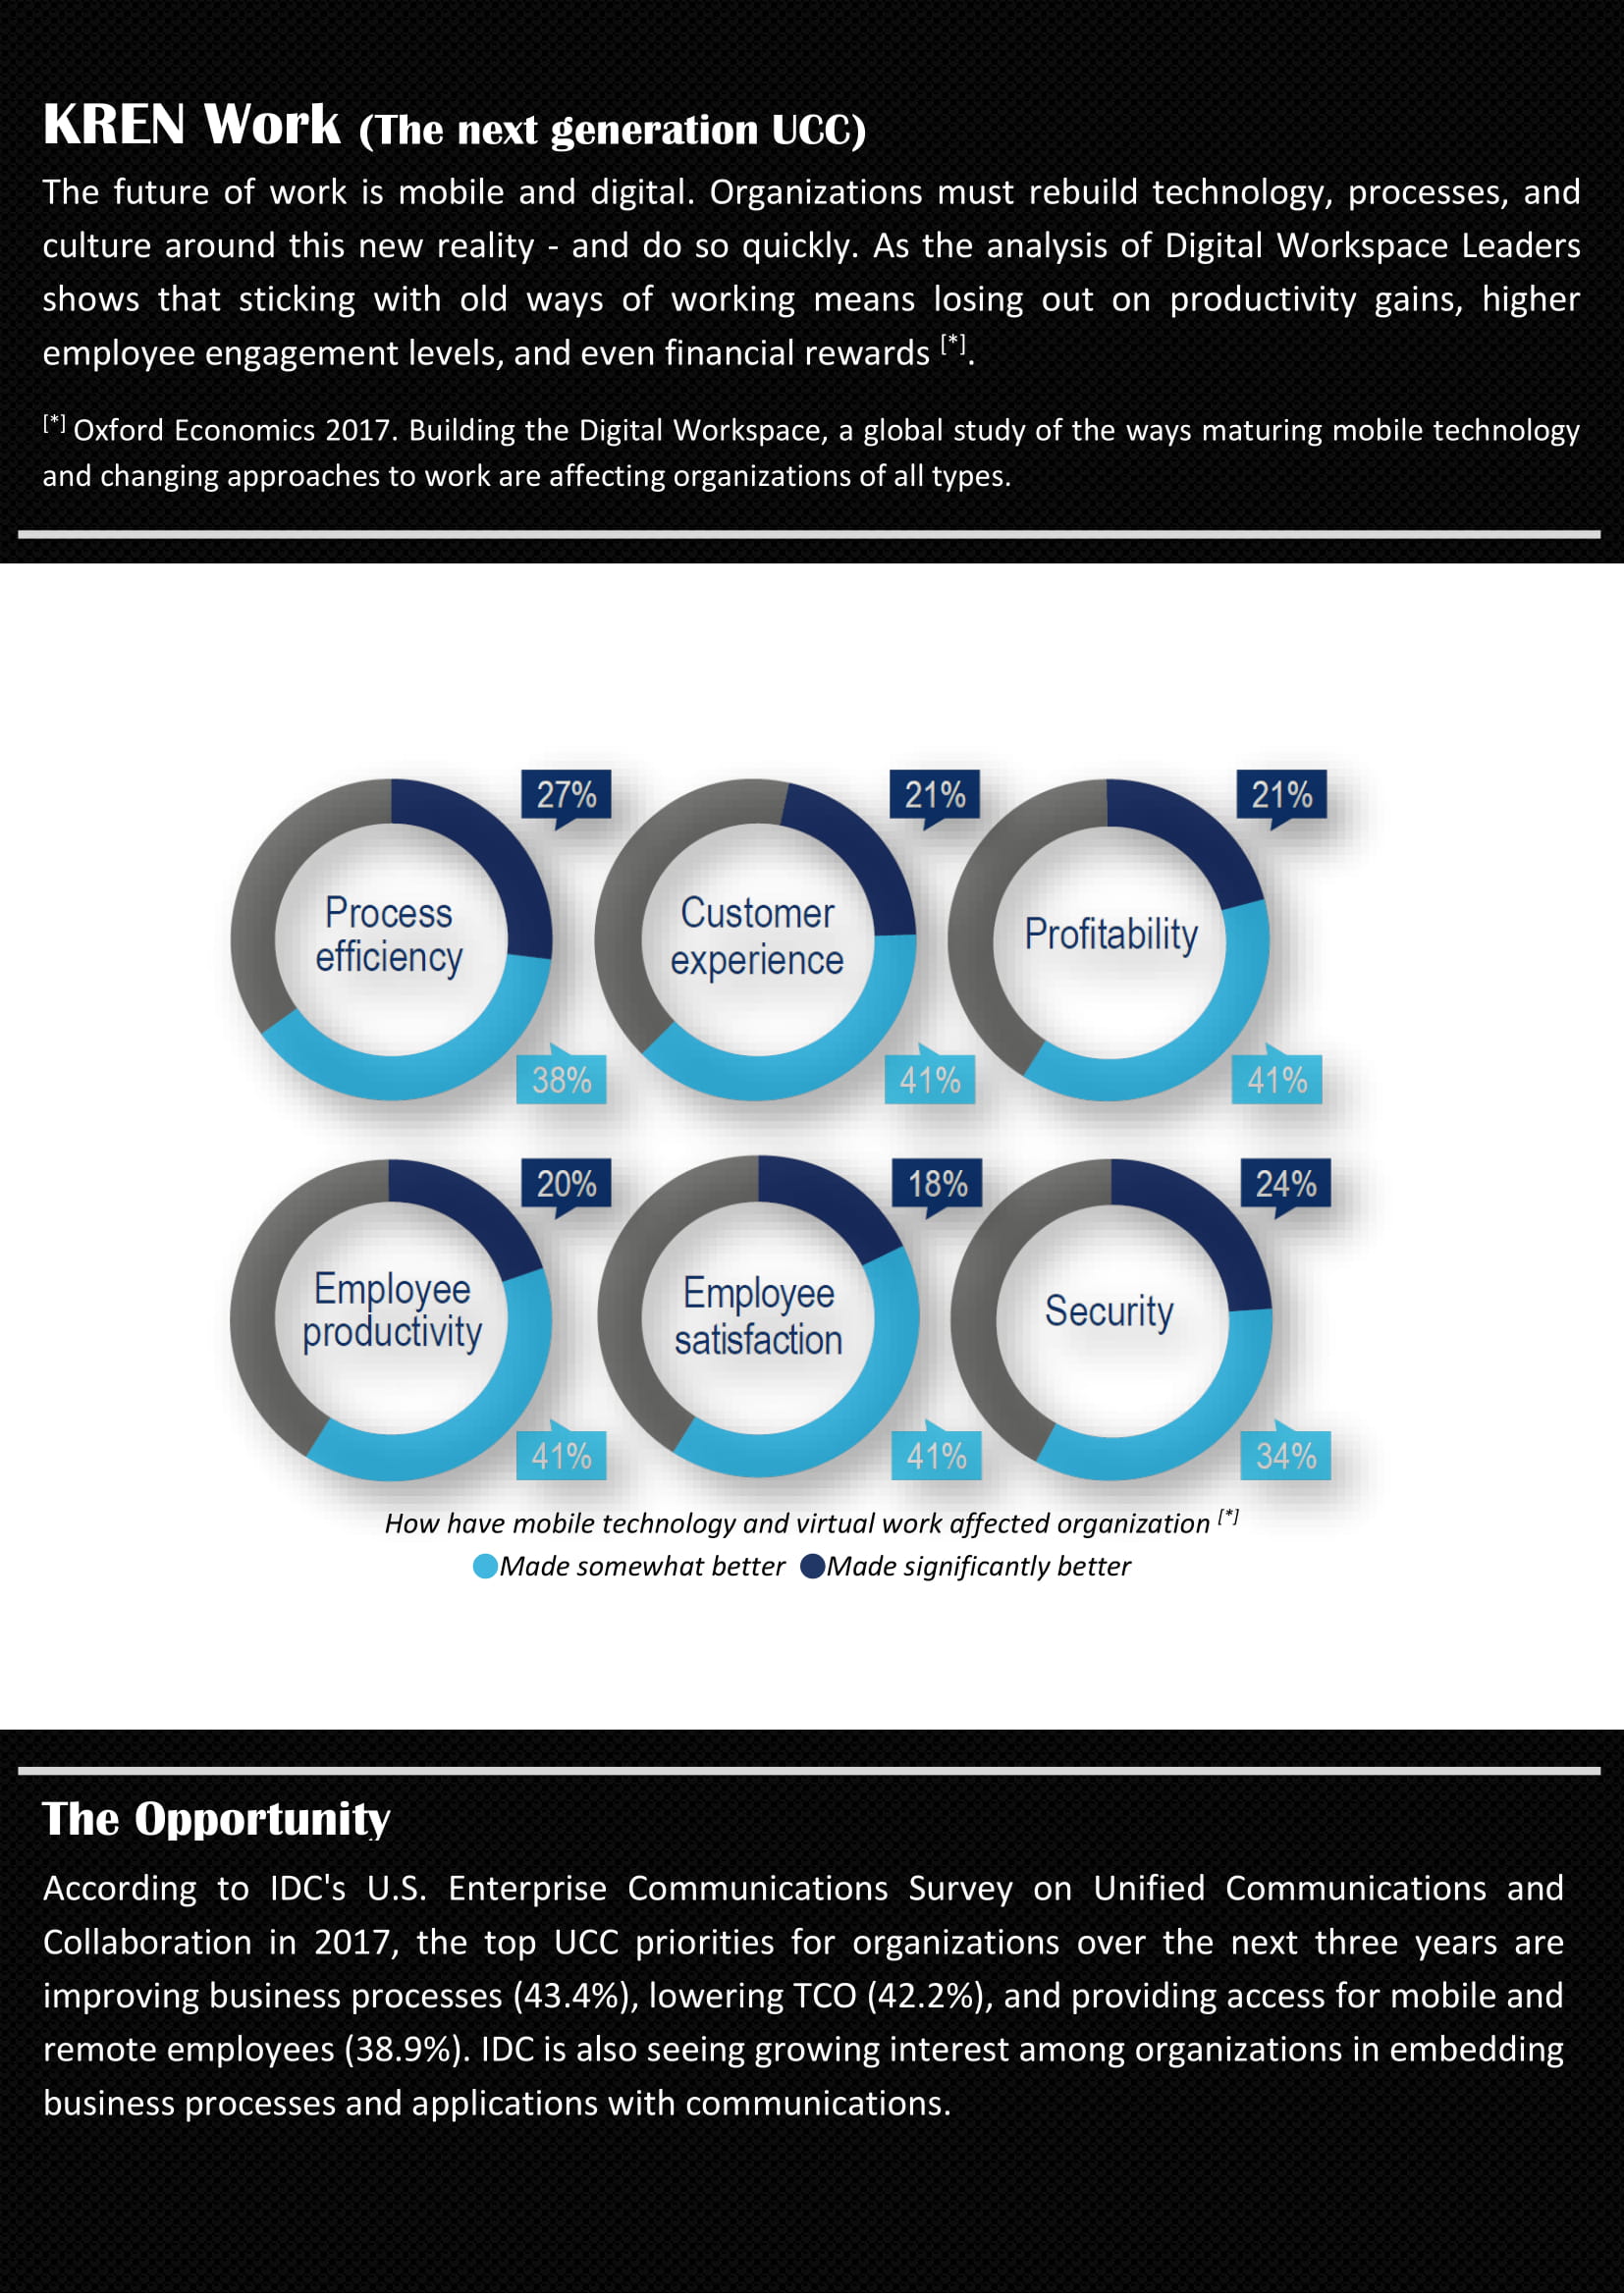 KREN Work (The next generation UCC)
The future of work is mobile and digital. Organizations must rebuild technology, processes, and
culture around this new reality - and do so quickly. As the analysis of Digital Workspace Leaders
shows that sticking with old ways of working means losing out on productivity gains, higher
employee engagement levels, and even financial rewards [*].
[*] Oxford Economics 2017. Building the Digital Workspace, a global study of the ways maturing mobile technology
and changing approaches to work are affecting organizations of all types.
27%
Process
efficiency
38%
21%
Customer
experience
41%
21%
Profitability
41%
20%
Employee
productivity
41%
18%
Employee
satisfaction
41%
24%
Security
34%
How have mobile technology and virtual work affected organization [*]
Made somewhat better Made significantly better
The Opportunity
According to IDC's U.S. Enterprise Communications Survey on Unified Communications and
Collaboration in 2017, the top UCC priorities for organizations over the next three years are
improving business processes (43.4%), lowering TCO (42.2%), and providing access for mobile and
remote employees (38.9%). IDC is also seeing growing interest among organizations in embedding
business processes and applications with communications.